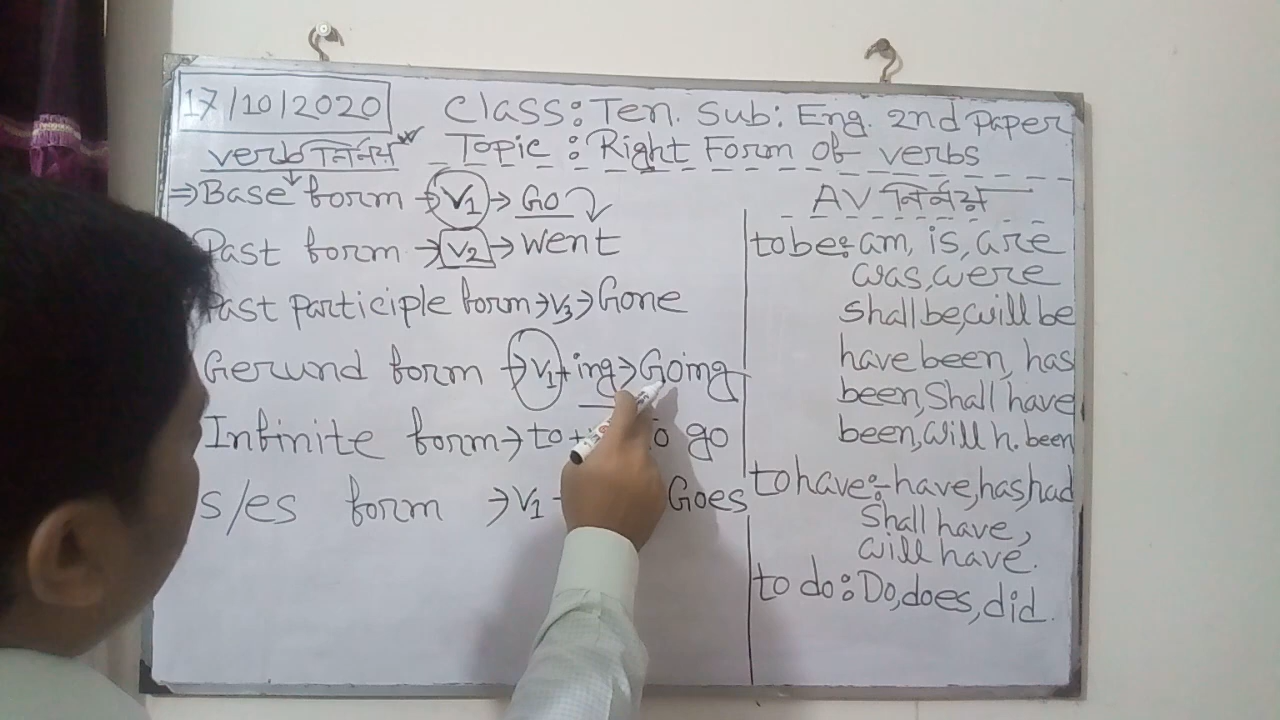 17/10/2020
Class: Ten. Sub: Eng. 2nd Paper
Topic : Right Form Of verbs
verb নির্নয়
⇒ Base form → V1 → Go
Past form → V2 → went
Past participle form → V3 → Gone
Gerund form → V1 + ing → Going
Infinite form → to + go
s/es form → V1 Goes
AV নির্নয়
to be: am, is, are
was, were
shall be, will be
have been, has
been, Shall have
been, will h. been
to have:- have, has, had
Shall have,
will have.
to do: Do, does, did.